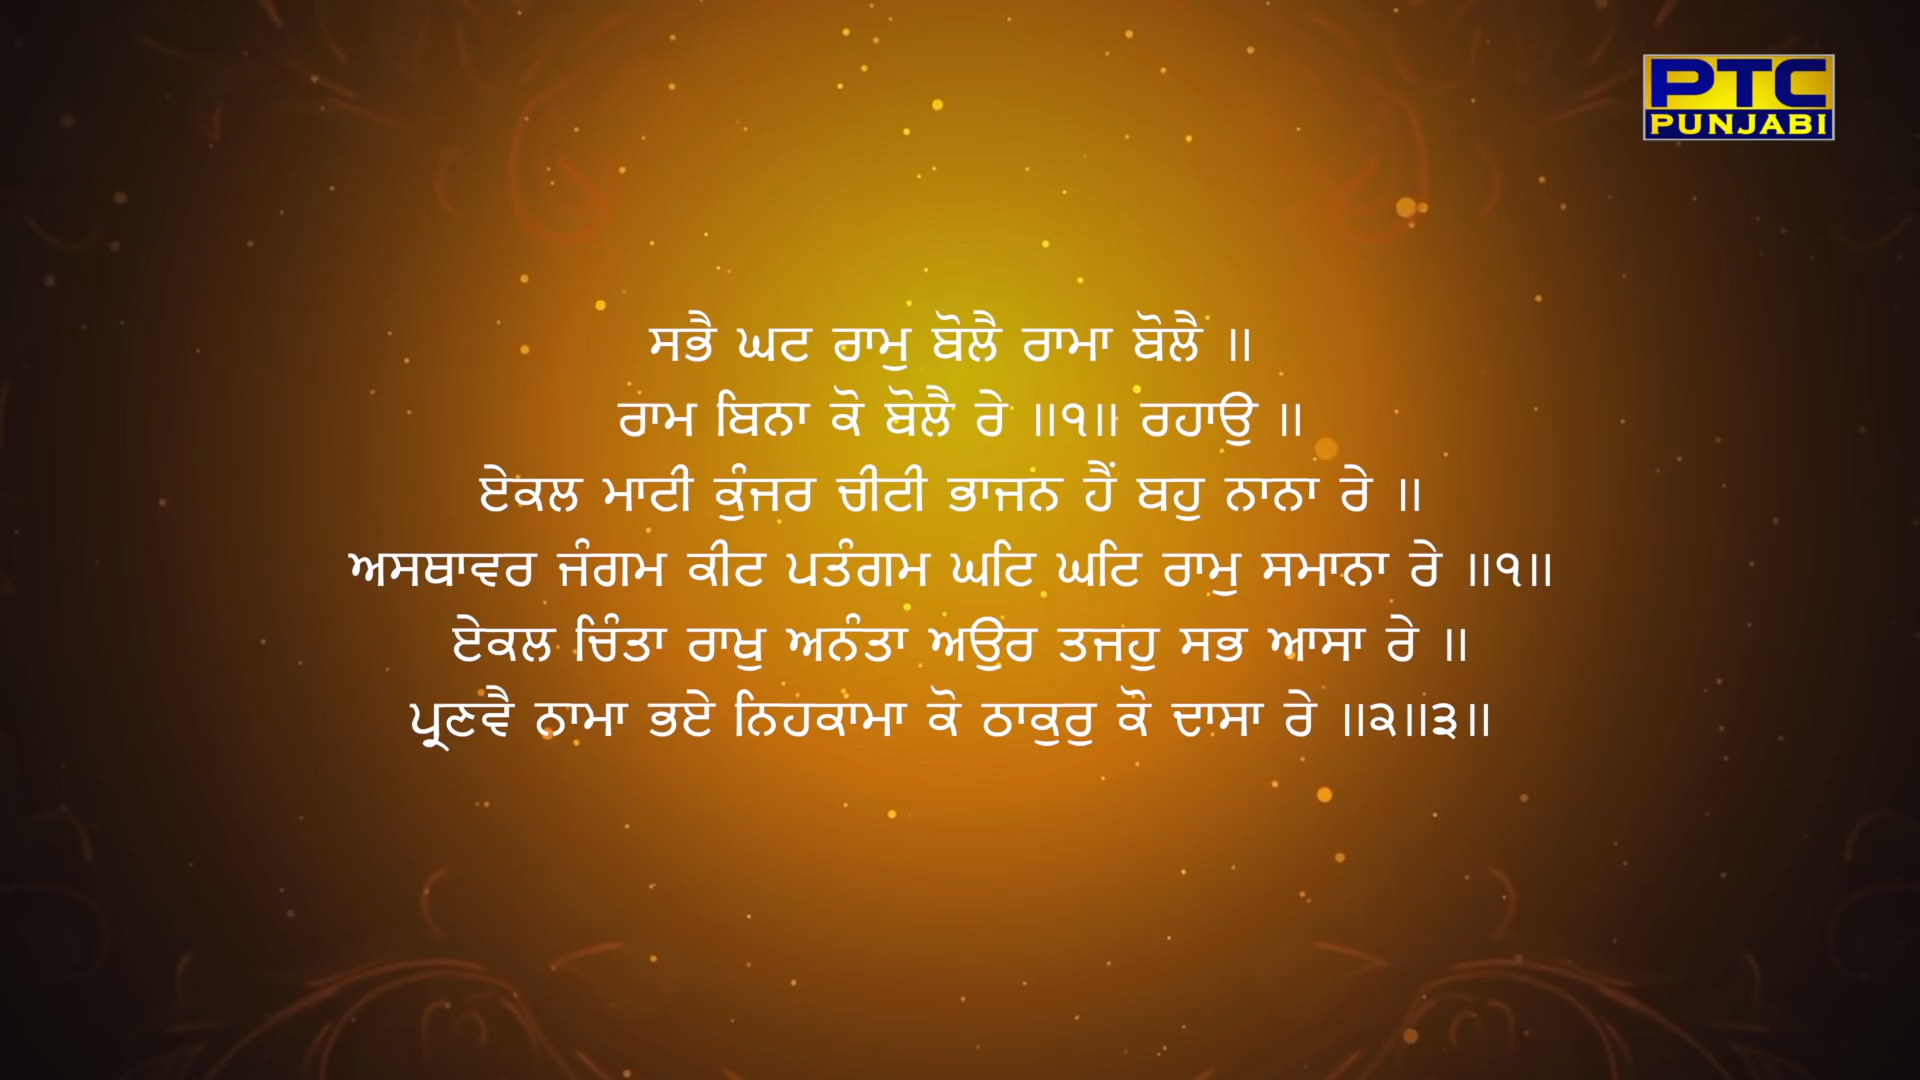 PTC
PUNJABI
ਸਭੈ ਘਟ ਰਾਮੁ ਬੋਲੈ ਰਾਮਾ ਬੋਲੈ ॥
ਰਾਮ ਬਿਨਾ ਕੋ ਬੋਲੈ ਰੇ ॥੧॥ ਰਹਾਉ ॥
ਏਕਲ ਮਾਟੀ ਕੁੰਜਰ ਚੀਟੀ ਭਾਜਨ ਹੈਂ ਬਹੁ ਨਾਨਾ ਰੇ ॥
ਅਸਥਾਵਰ ਜੰਗਮ ਕੀਟ ਪਤੰਗਮ ਘਟਿ ਘਟਿ ਰਾਮੁ ਸਮਾਨਾ ਰੇ ॥੧॥
ਏਕਲ ਚਿੰਤਾ ਰਾਖੁ ਅਨੰਤਾ ਅਉਰ ਤਜਹੁ ਸਭ ਆਸਾ ਰੇ ॥
ਪ੍ਰਣਵੈ ਨਾਮਾ ਭਏ ਨਿਹਕਾਮਾ ਕੋ ਠਾਕੁਰੁ ਕੋ ਦਾਸਾ ਰੇ ॥੨॥੩॥